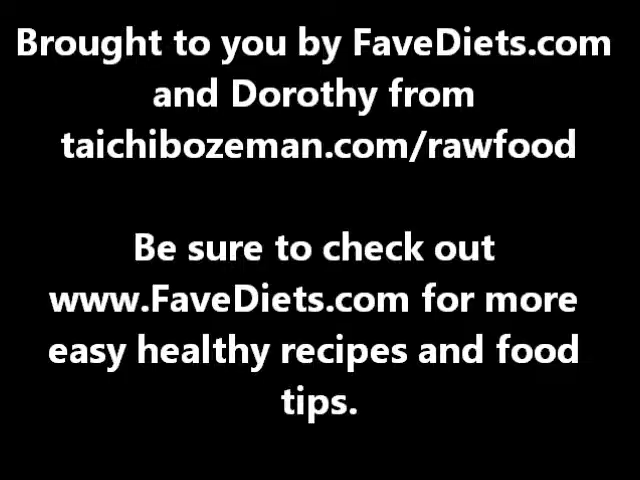 Brought to you by FaveDiets.com
and Dorothy from
taichibozeman.com/rawfood
Be sure to check out
www.FaveDiets.com for more
easy healthy recipes and food
tips.